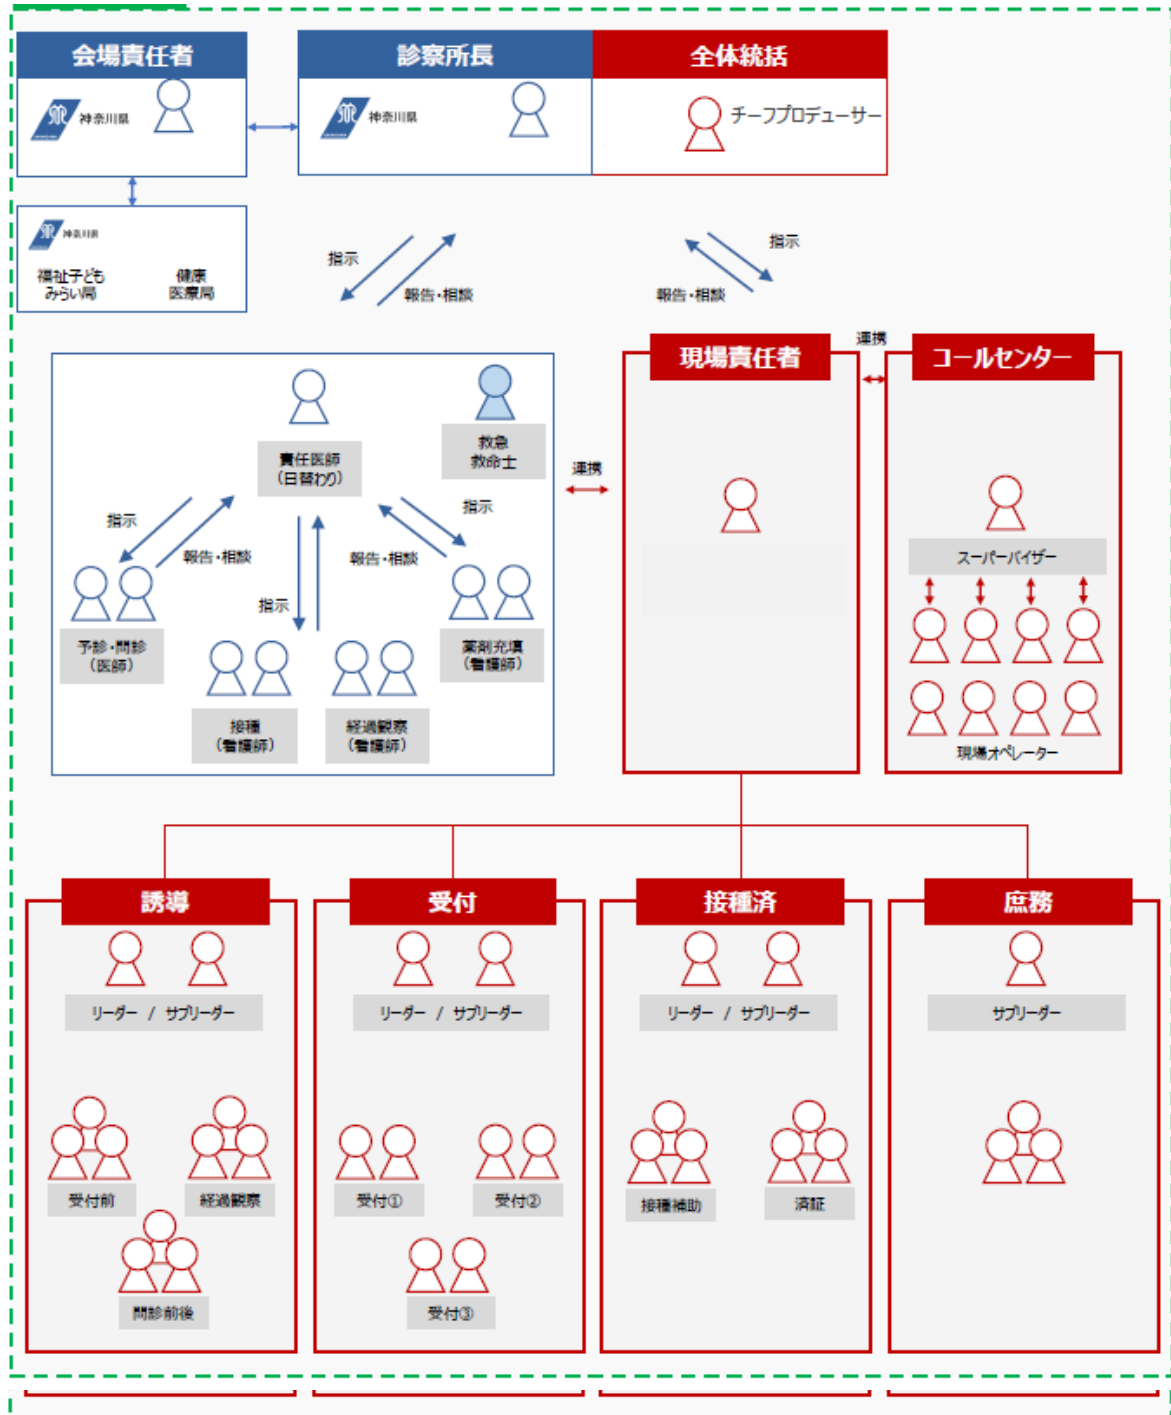 会場責任者
診察所長
全体統括
神奈川県
神奈川県
チーフプロデューサー
神奈川県
福祉子ども
みらい局
健康
医療局
指示
報告・相談
指示
報告・相談
現場責任者
連携
コールセンター
責任医師
(日替わり)
救急
救命士
連携
指示
報告・相談
指示
報告・相談
指示
予診・問診
(医師)
接種
(看護師)
経過観察
(看護師)
薬剤充填
(看護師)
スーパーバイザー
現場オペレーター
誘導
受付
接種済
庶務
リーダー / サブリーダー
リーダー / サブリーダー
リーダー / サブリーダー
サブリーダー
受付前
経過観察
問診前後
受付①
受付②
受付③
接種補助
済証